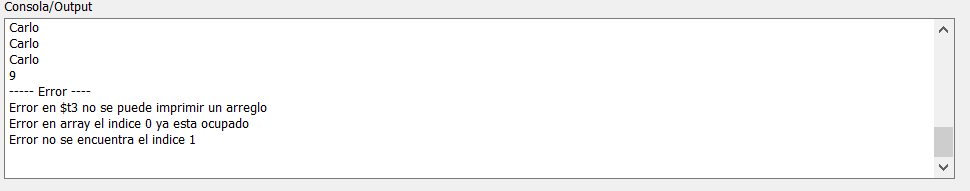 Consola/Output
Carlo
Carlo
Carlo
9
----- Error ----
Error en $t3 no se puede imprimir un arreglo
Error en array el indice 0 ya esta ocupado
Error no se encuentra el indice 1